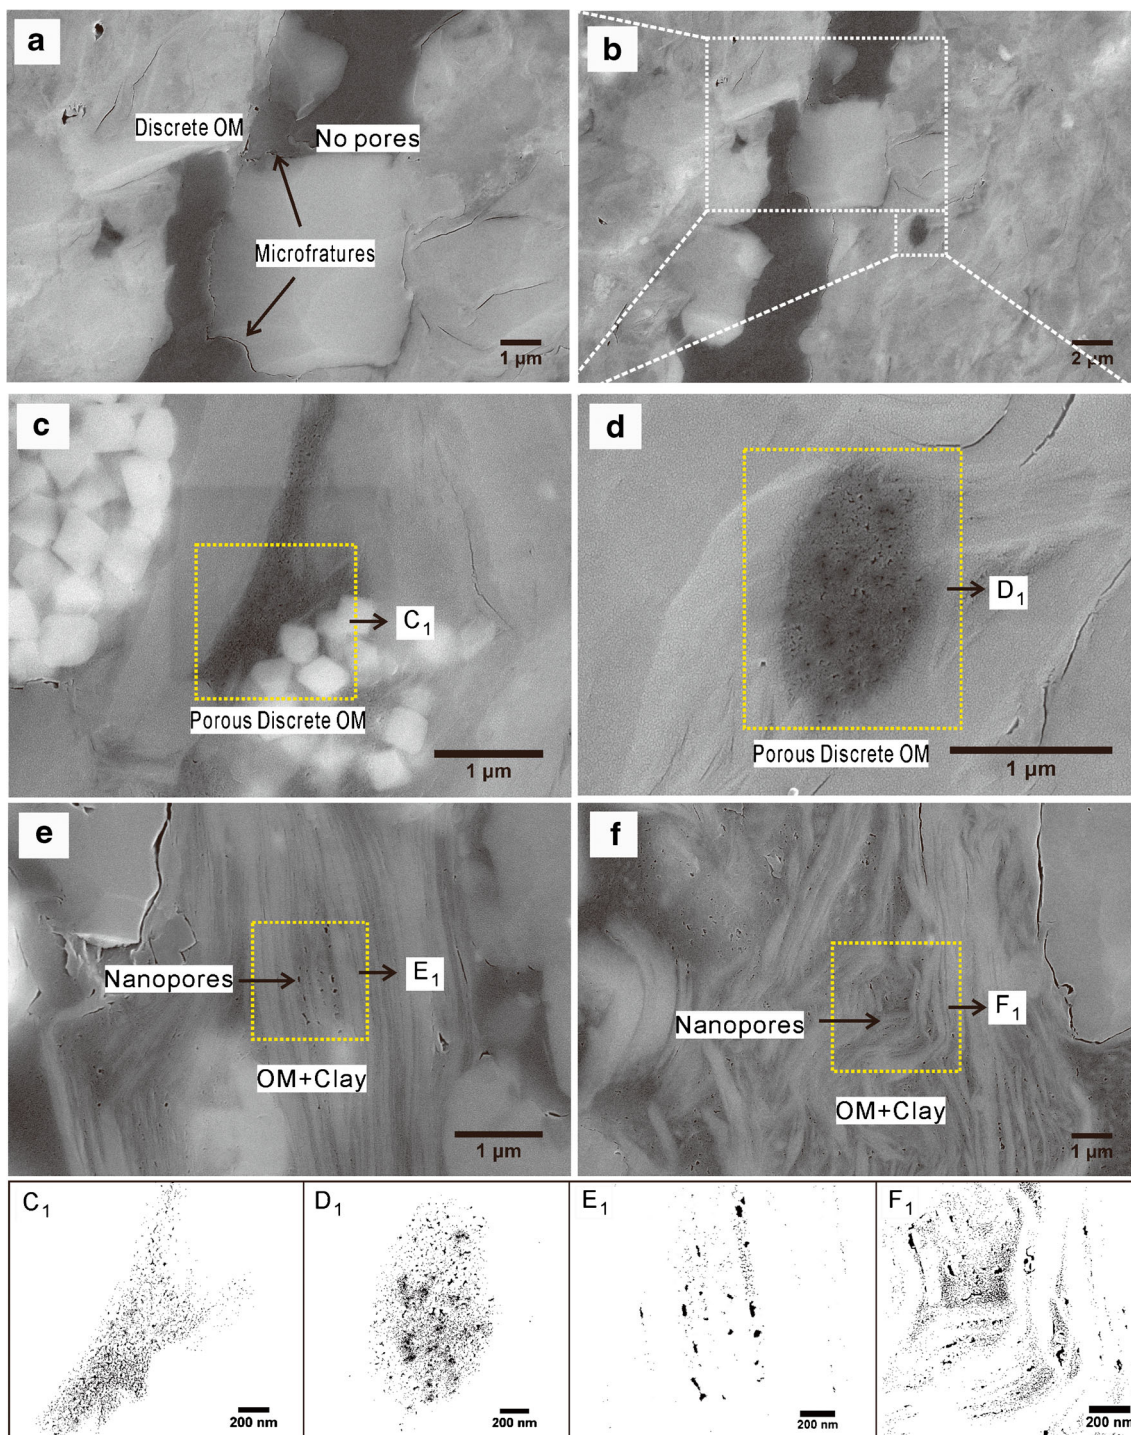 a
Discrete OM
No pores
Microfratures
1 µm
b
2 µm
c
C1
Porous Discrete OM
1 µm
d
D1
Porous Discrete OM
1 µm
e
Nanopores
E1
OM+Clay
1 µm
f
Nanopores
F1
OM+Clay
1 µm
C1
200 nm
D1
200 nm
E1
200 nm
F1
200 nm